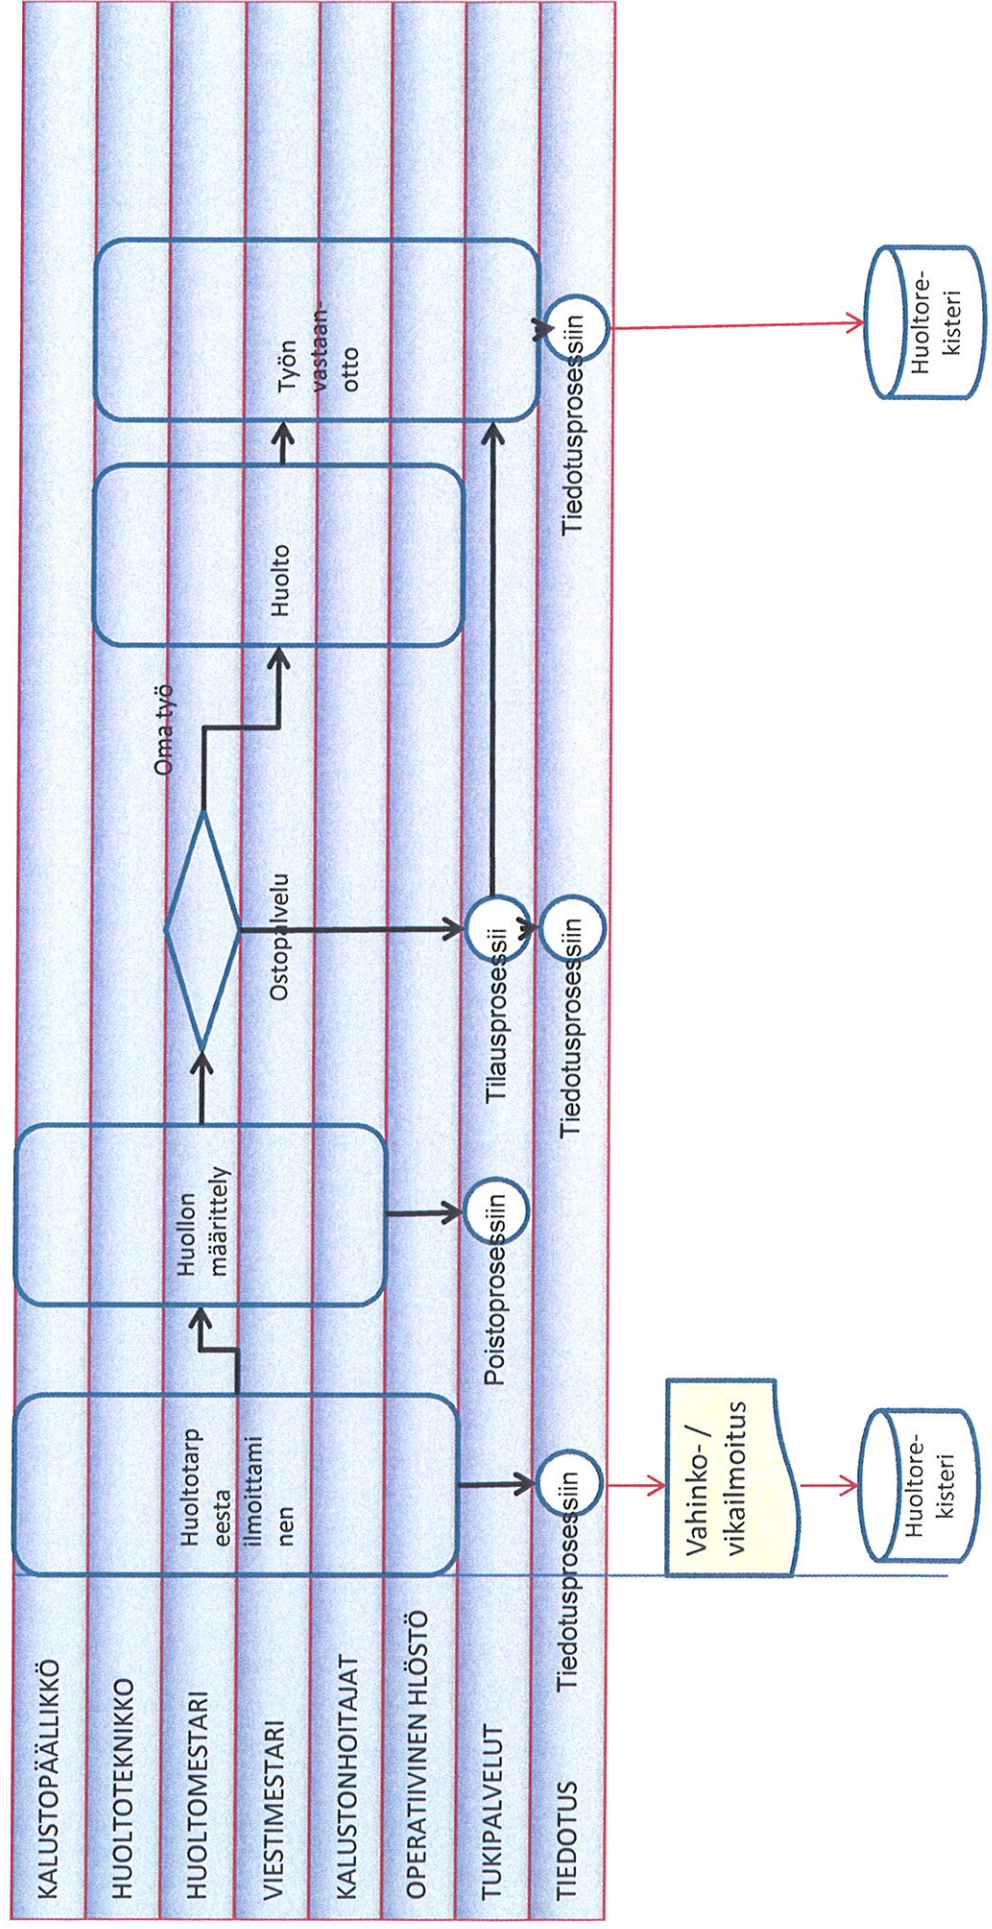 KALUSTOPÄÄLLIKKÖ
HUOLTOTEKNIKKO
HUOLTOMESTARI
VIESTIMESTARI
KALUSTONHOITAJAT
OPERATIIVINEN HLÖSTÖ
TUKIPALVELUT
TIEDOTUS
Huoltotarp
eesta
ilmoittami
nen
Tiedotusprosessiin
Vahinko- /
vikailmoitus
Huoltore-
kisteri
Huollon
määrittely
Poistoprosessiin
Oma työ
Ostopalvelu
Tilausprosessii
Tiedotusprosessiin
Huolto
Työn
vastaan-
otto
Tiedotusprosessiin
Huoltore-
kisteri